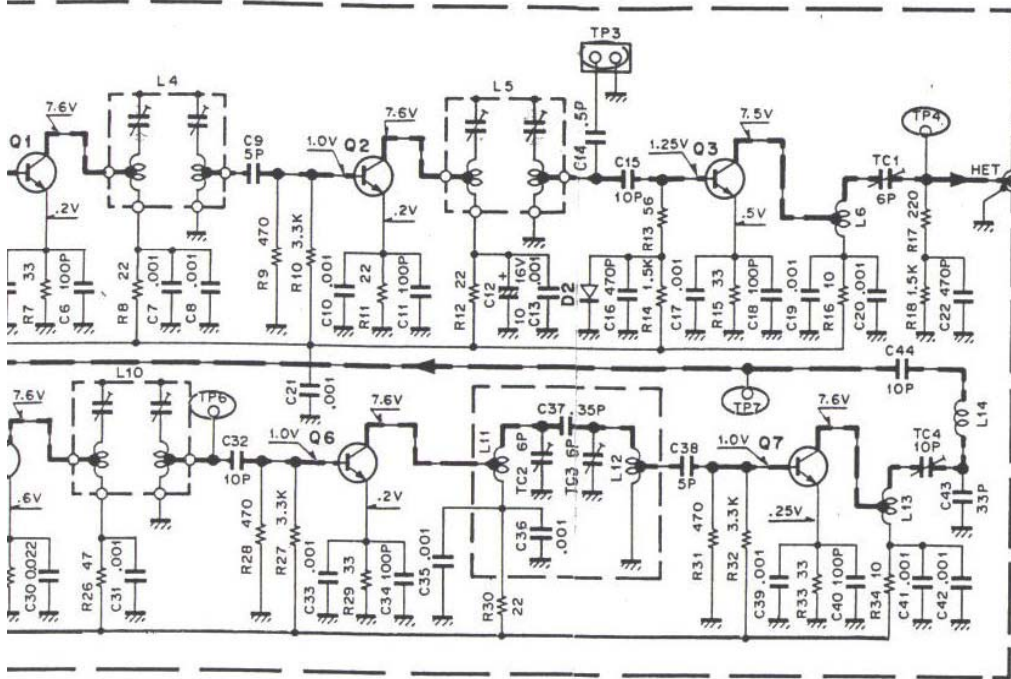 TP3
L4
L5
7.6V
7.6V
7.5V
TP4
Q1
C9
5P
1.0V
Q2
C14 .5P
C15
10P
1.25V
Q3
TC1
6P
HET
.2V
.2V
.5V
L6
R7 33
C6 100P
R8 22
C7 .001
C8 .001
R9 470
R10 3.3K
C10 .001
R11 22
C11 100P
R12 22
C12 10 16V
+
C13 .001
D2
C16 470P
R13 56
R14 1.5K
C17 .001
R15 33
C18 100P
C19 .001
R16 10
C20 .001
R17 220
R18 1.5K
C22 470P
L10
C21 .001
TP7
C44
10P
L14
7.6V
TP6
7.6V
C37 .35P
7.6V
C32
10P
1.0V
Q6
L11
TC2 6P
TC3 6P
L12
C38
5P
1.0V
Q7
TC4
10P
C43
33P
.6V
.2V
.25V
L13
C30 .022
R26 47
C31 .001
R28 470
R27 3.3K
C33 .001
R29 33
C34 100P
C35 .001
C36 .001
R30
22
R31 470
R32 3.3K
C39 .001
R33 33
C40 100P
R34 10
C41 .001
C42 .001